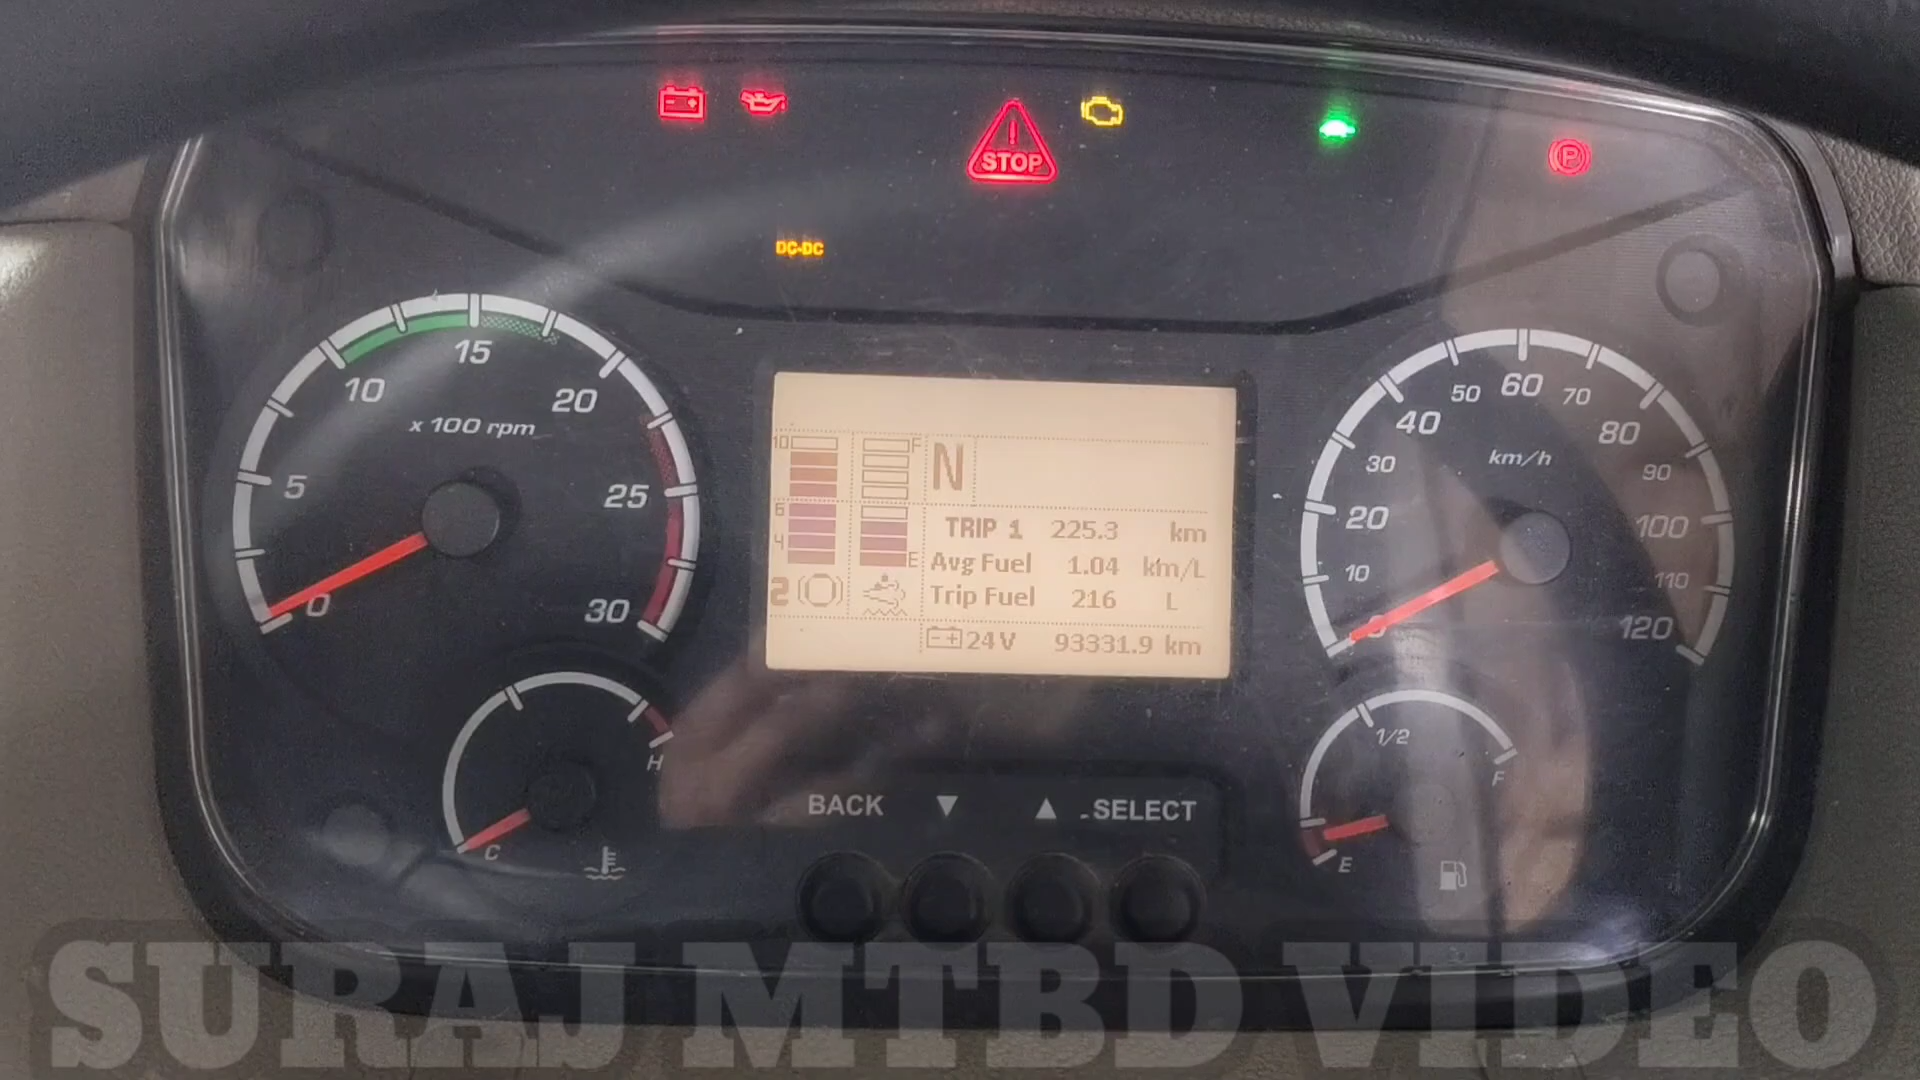 STOP
P
DC-DC
15
10
20
x 100 rpm
5
25
0
30
60
50
70
40
80
km/h
30
90
20
100
10
110
0
120
10
F
N
6
TRIP 1 225.3 km
4
E
Avg Fuel 1.04 km/L
2
Trip Fuel 216 L
24V 93331.9 km
H
C
1/2
F
E
BACK ▼ ▲ SELECT
SURAJ MTBD VIDEO